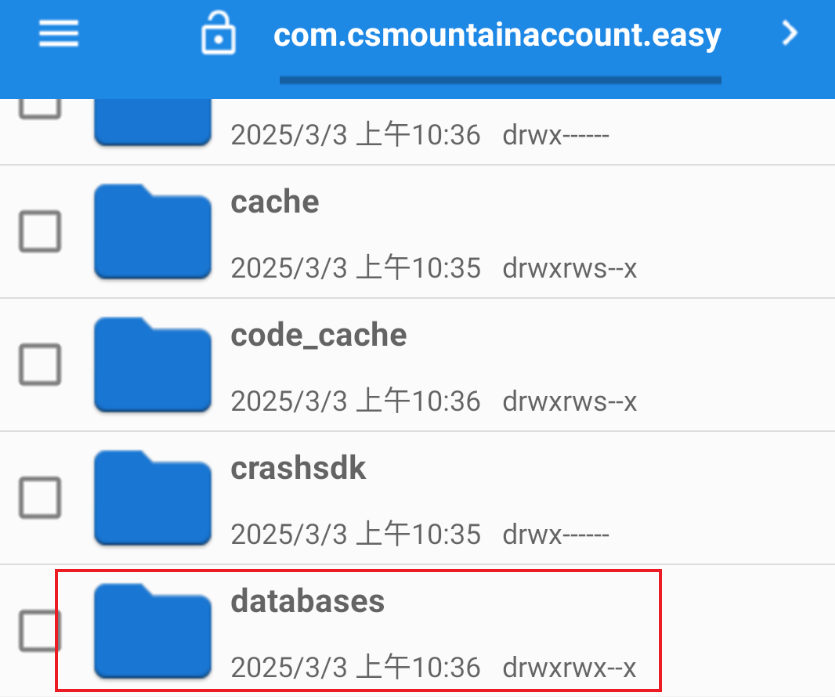 com.csmountainaccount.easy
2025/3/3 上午10:36 drwx------
cache
2025/3/3 上午10:35 drwxrws--x
code_cache
2025/3/3 上午10:36 drwxrws--x
crashsdk
2025/3/3 上午10:35 drwx------
databases
2025/3/3 上午10:36 drwxrwx--x